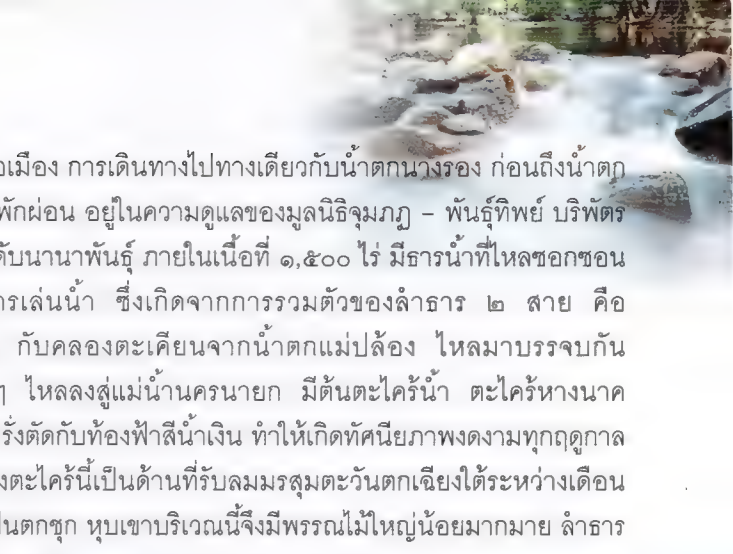 อเมือง การเดินทางไปทางเดียวกับน้ำตกนางรอง ก่อนถึงน้ำตก
พักผ่อน อยู่ในความดูแลของมูลนิธิจุมภฏ – พันธุ์ทิพย์ บริพัตร
ดับนานาพันธุ์ ภายในเนื้อที่ ๑,๕๐๐ ไร่ มีธารน้ำที่ไหลซอกซอน
ารเล่นน้ำ ซึ่งเกิดจากการรวมตัวของลำธาร ๒ สาย คือ
กับคลองตะเคียนจากน้ำตกแม่ปล้อง ไหลมาบรรจบกัน
ๆ ไหลลงสู่แม่น้ำนครนายก มีต้นตะไคร้น้ำ ตะไคร้หางนาค
รั่งตัดกับท้องฟ้าสีน้ำเงิน ทำให้เกิดทัศนียภาพงดงามทุกฤดูกาล
งตะไคร้นี้เป็นด้านที่รับลมมรสุมตะวันตกเฉียงใต้ระหว่างเดือน
ฝนตกชุก หุบเขาบริเวณนี้จึงมีพรรณไม้ใหญ่น้อยมากมาย ลำธาร